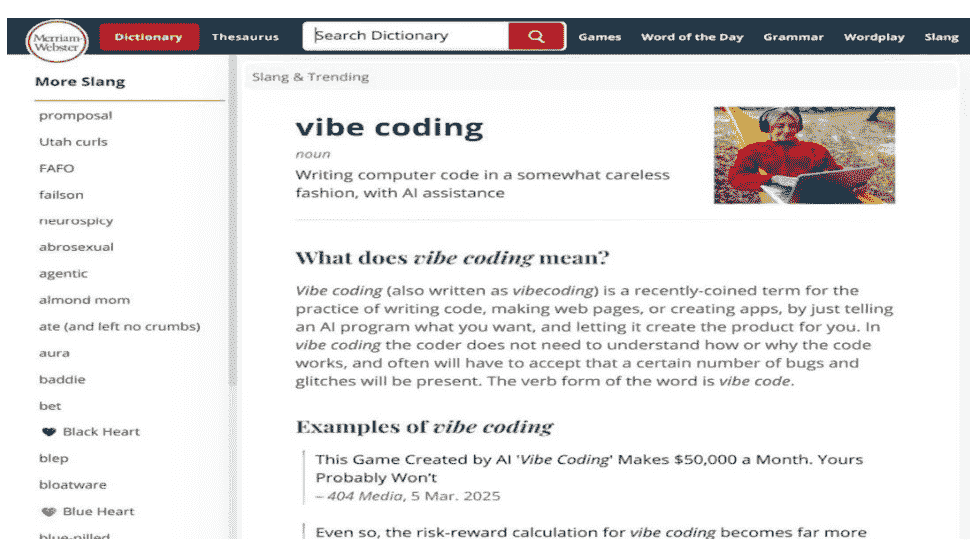 Merriam-
Webster
Dictionary
Thesaurus
Search Dictionary
Games
Word of the Day
Grammar
Wordplay
Slang
More Slang
promposal
Utah curls
FAFO
failson
neurospicy
abrosexual
agentic
almond mom
ate (and left no crumbs)
aura
baddie
bet
Black Heart
blep
bloatware
Blue Heart
blue-pilled
Slang & Trending
vibe coding
noun
Writing computer code in a somewhat careless
fashion, with AI assistance
What does vibe coding mean?
Vibe coding (also written as vibecoding) is a recently-coined term for the
practice of writing code, making web pages, or creating apps, by just telling
an AI program what you want, and letting it create the product for you. In
vibe coding the coder does not need to understand how or why the code
works, and often will have to accept that a certain number of bugs and
glitches will be present. The verb form of the word is vibe code.
Examples of vibe coding
This Game Created by AI 'Vibe Coding' Makes $50,000 a Month. Yours
Probably Won't
– 404 Media, 5 Mar. 2025
Even so, the risk-reward calculation for vibe coding becomes far more